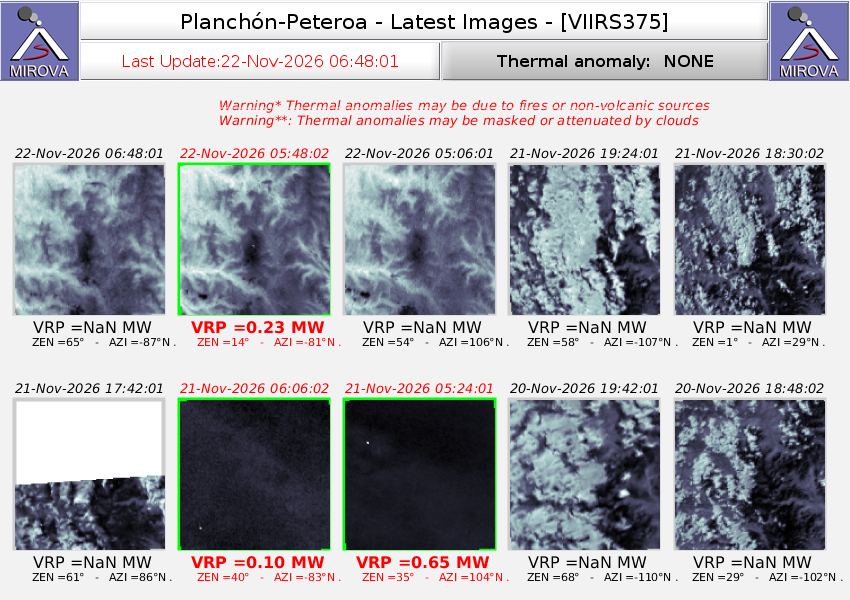 Planchón-Peteroa - Latest Images - [VIIRS375]
MIROVA
Last Update:22-Nov-2026 06:48:01
Thermal anomaly: NONE
MIROVA
Warning* Thermal anomalies may be due to fires or non-volcanic sources
Warning**: Thermal anomalies may be masked or attenuated by clouds
22-Nov-2026 06:48:01
22-Nov-2026 05:48:02
22-Nov-2026 05:06:01
21-Nov-2026 19:24:01
21-Nov-2026 18:30:02
VRP =NaN MW
VRP =0.23 MW
VRP =NaN MW
VRP =NaN MW
VRP =NaN MW
ZEN =65° - AZI =-87°N .
ZEN =14° - AZI =-81°N .
ZEN =54° - AZI =106°N .
ZEN =58° - AZI =-107°N .
ZEN =1° - AZI =29°N .
21-Nov-2026 17:42:01
21-Nov-2026 06:06:02
21-Nov-2026 05:24:01
20-Nov-2026 19:42:01
20-Nov-2026 18:48:02
VRP =NaN MW
VRP =0.10 MW
VRP =0.65 MW
VRP =NaN MW
VRP =NaN MW
ZEN =61° - AZI =86°N .
ZEN =40° - AZI =-83°N .
ZEN =35° - AZI =104°N .
ZEN =68° - AZI =-110°N .
ZEN =29° - AZI =-102°N .